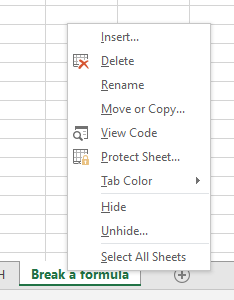 Insert...
Delete
Rename
Move or Copy...
View Code
Protect Sheet...
Tab Color
Hide
Unhide...
Select All Sheets
H Break a formula